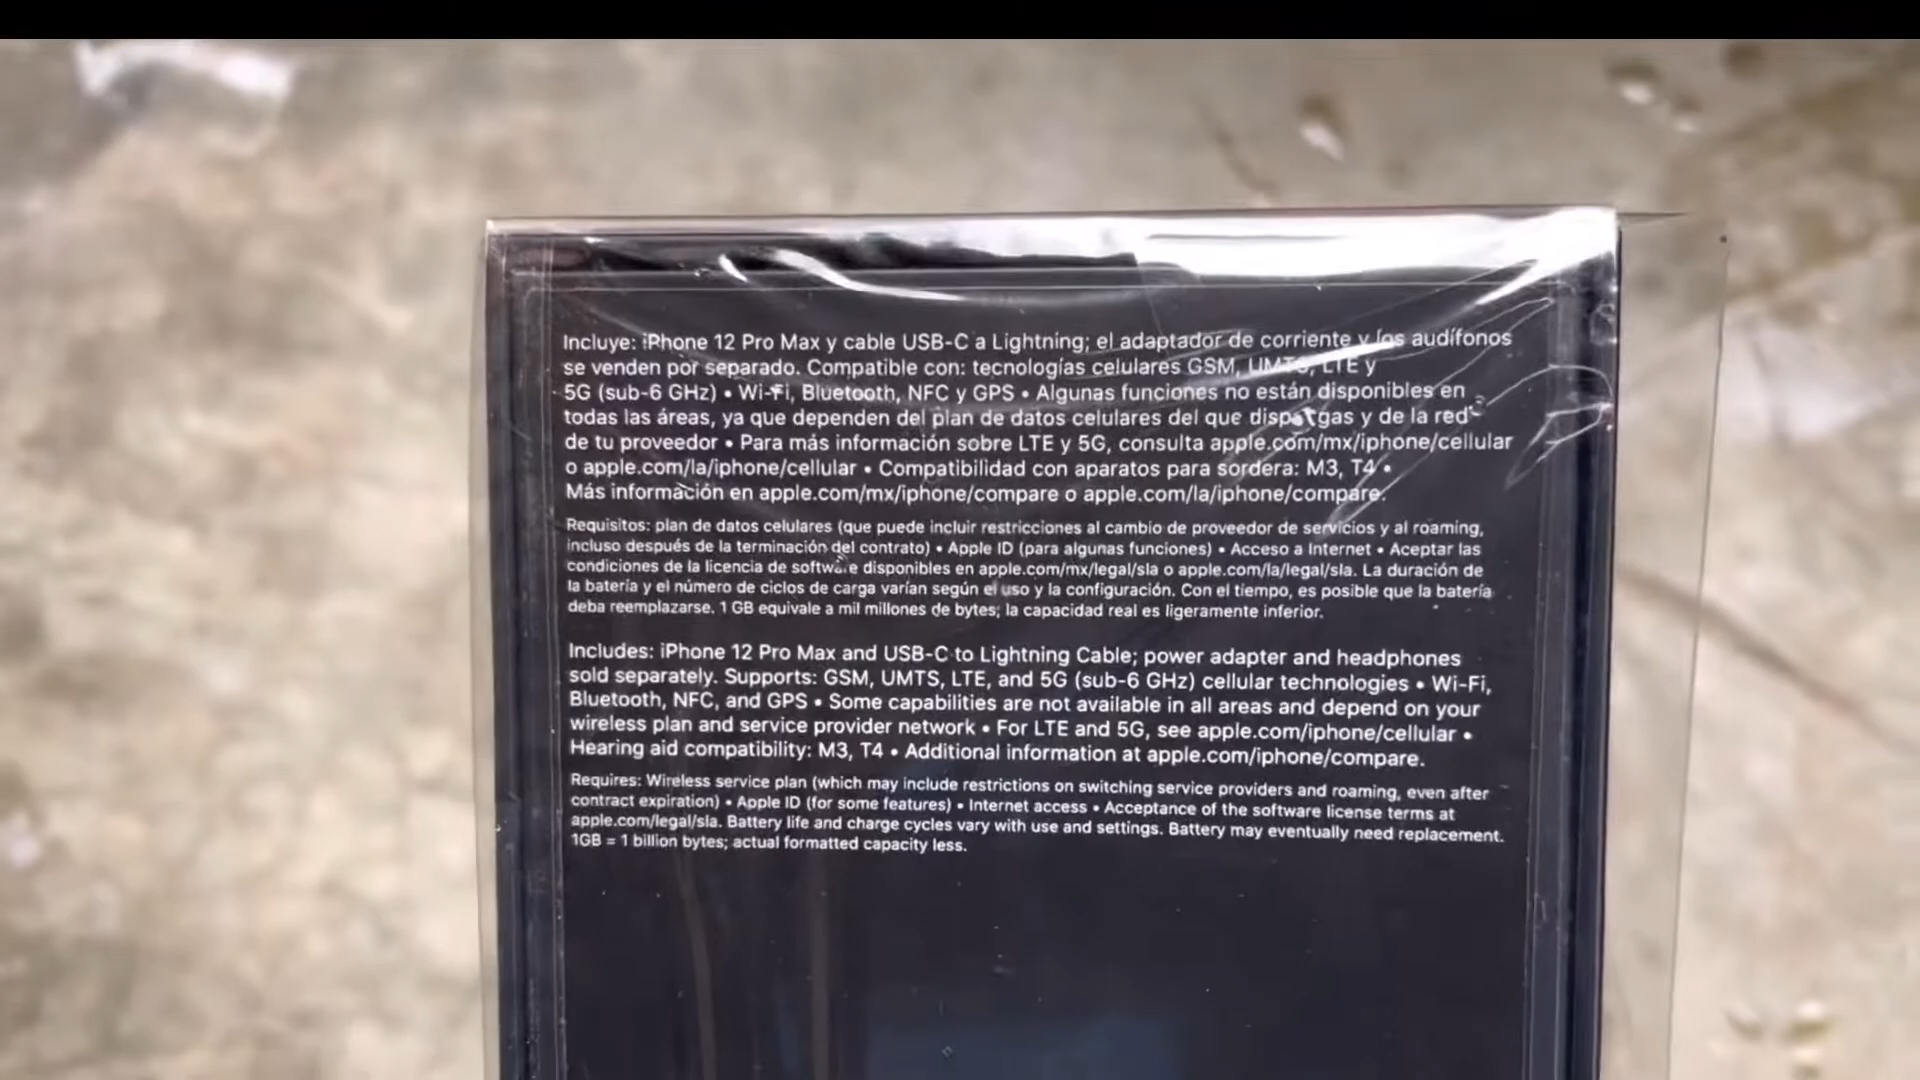 Incluye: iPhone 12 Pro Max y cable USB-C a Lightning; el adaptador de corriente y los audífonos
se venden por separado. Compatible con: tecnologías celulares GSM, UMTS, LTE y
5G (sub-6 GHz) • Wi-Fi, Bluetooth, NFC y GPS • Algunas funciones no están disponibles en
todas las áreas, ya que dependen del plan de datos celulares del que dispongas y de la red
de tu proveedor • Para más información sobre LTE y 5G, consulta apple.com/mx/iphone/cellular
o apple.com/la/iphone/cellular • Compatibilidad con aparatos para sordera: M3, T4 •
Más información en apple.com/mx/iphone/compare o apple.com/la/iphone/compare.
Requisitos: plan de datos celulares (que puede incluir restricciones al cambio de proveedor de servicios y al roaming,
incluso después de la terminación del contrato) • Apple ID (para algunas funciones) • Acceso a Internet • Aceptar las
condiciones de la licencia de software disponibles en apple.com/mx/legal/sla o apple.com/la/legal/sla. La duración de
la batería y el número de ciclos de carga varían según el uso y la configuración. Con el tiempo, es posible que la batería
deba reemplazarse. 1 GB equivale a mil millones de bytes; la capacidad real es ligeramente inferior.
Includes: iPhone 12 Pro Max and USB-C to Lightning Cable; power adapter and headphones
sold separately. Supports: GSM, UMTS, LTE, and 5G (sub-6 GHz) cellular technologies • Wi-Fi,
Bluetooth, NFC, and GPS • Some capabilities are not available in all areas and depend on your
wireless plan and service provider network • For LTE and 5G, see apple.com/iphone/cellular •
Hearing aid compatibility: M3, T4 • Additional information at apple.com/iphone/compare.
Requires: Wireless service plan (which may include restrictions on switching service providers and roaming, even after
contract expiration) • Apple ID (for some features) • Internet access • Acceptance of the software license terms at
apple.com/legal/sla. Battery life and charge cycles vary with use and settings. Battery may eventually need replacement.
1GB = 1 billion bytes; actual formatted capacity less.